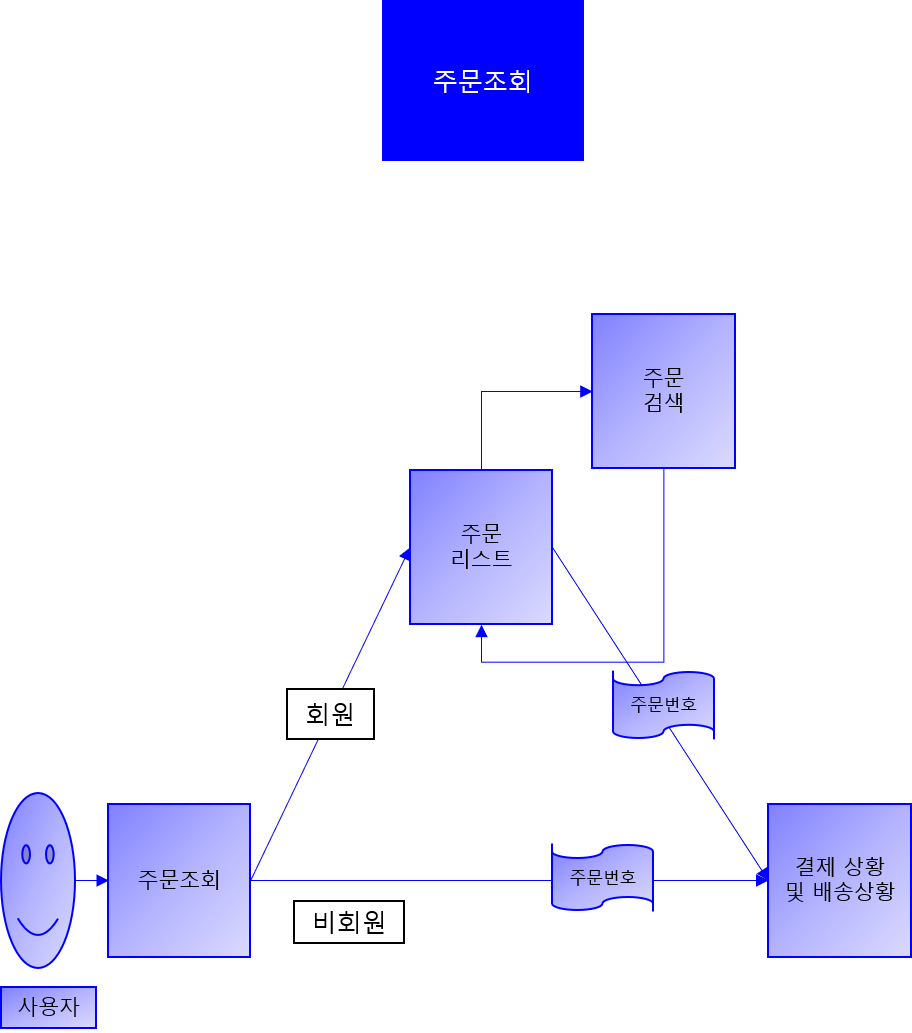 주문조회
주문
검색
주문
리스트
주문번호
회원
주문조회
주문번호
결제 상황
및 배송상황
비회원
사용자